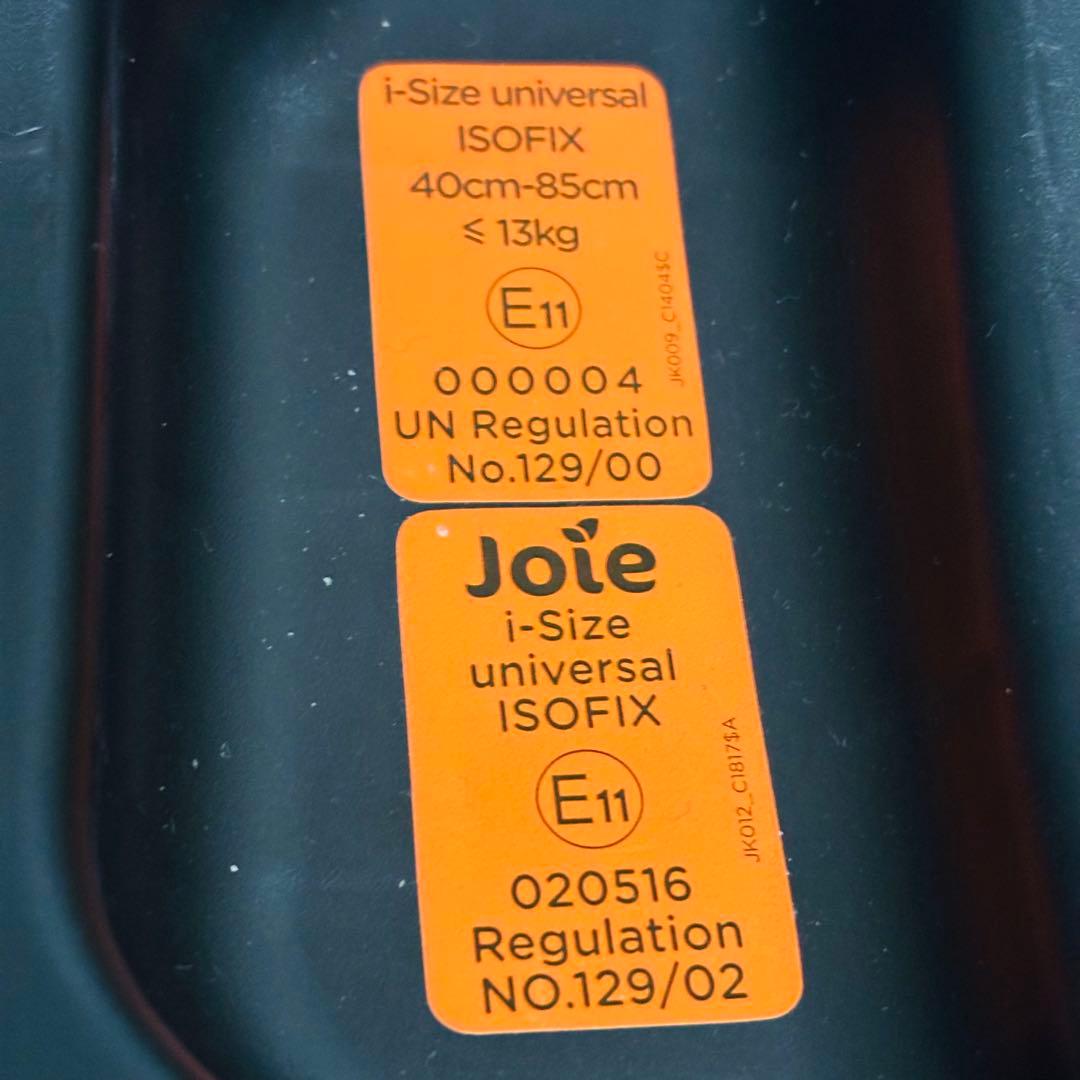 i-Size universal
ISOFIX
40cm-85cm
≤ 13kg
E11
000004
UN Regulation
No.129/00
JK009_C1404$C
Joie
i-Size
universal
ISOFIX
E11
020516
Regulation
NO.129/02
JK012_C1817$A